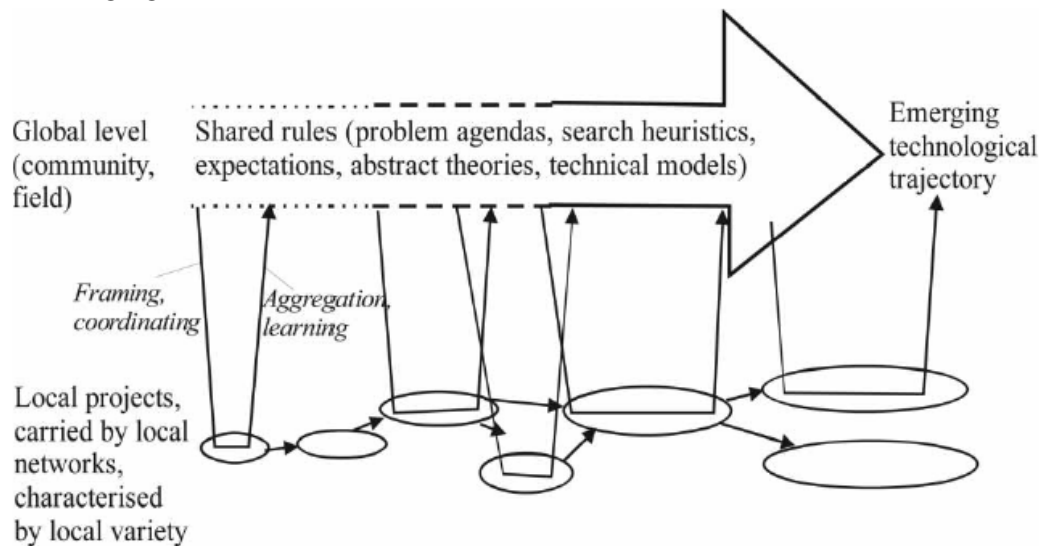 Global level
(community,
field)
Shared rules (problem agendas, search heuristics,
expectations, abstract theories, technical models)
Emerging
technological
trajectory
Framing,
coordinating
Aggregation,
learning
Local projects,
carried by local
networks,
characterised
by local variety